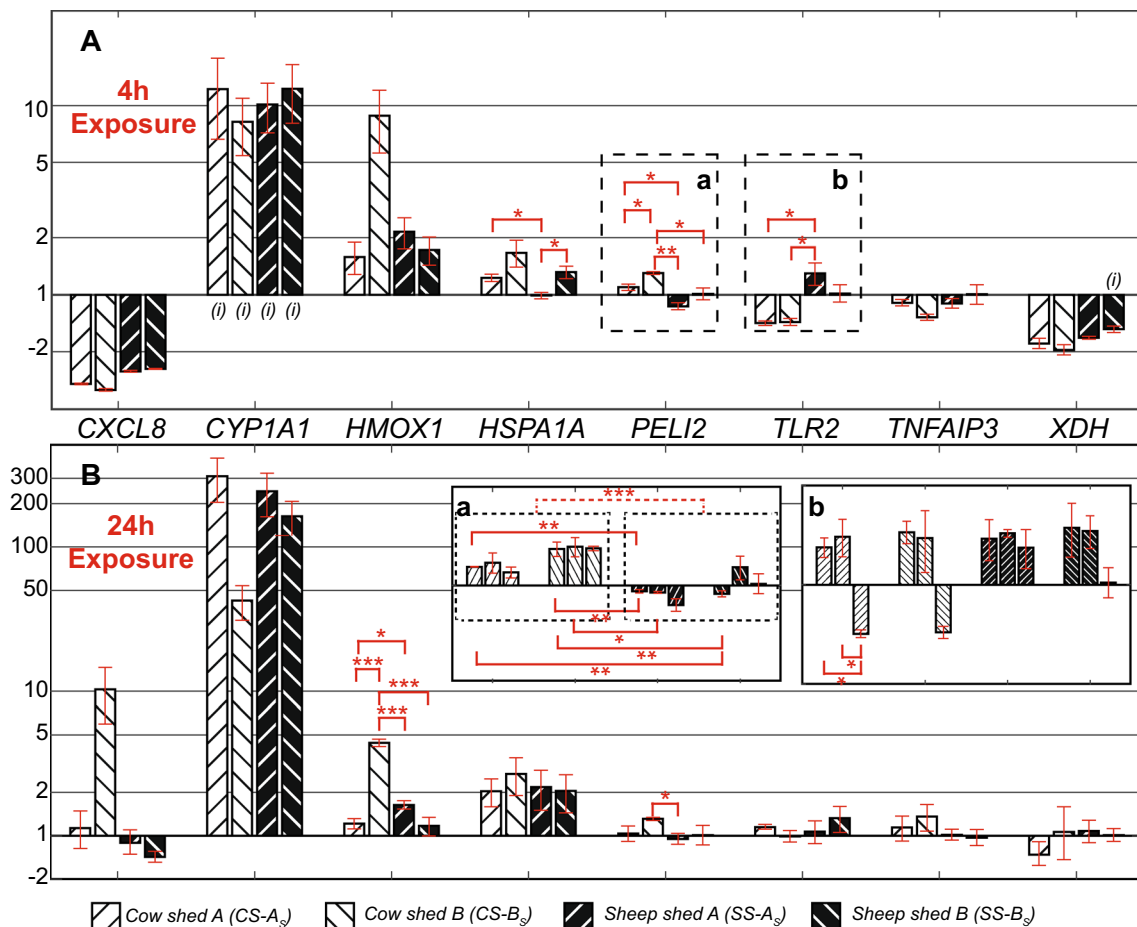 A
4h
Exposure
10
5
2
1
-2
(i) (i) (i) (i)
*
*
a
*
*
*
**
b
*
*
(i)
CXCL8 CYP1A1 HMOX1 HSPA1A PELI2 TLR2 TNFAIP3 XDH
B
24h
Exposure
300
200
100
50
10
5
2
1
-2
*
***
***
***
*
a
***
**
**
*
**
**
b
*
*
Cow shed A (CS-As) Cow shed B (CS-Bs) Sheep shed A (SS-As) Sheep shed B (SS-Bs)